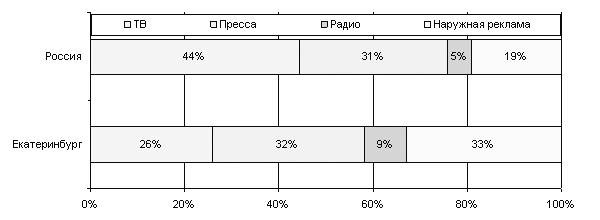 ТВ Пресса Радио Наружная реклама
Россия 44% 31% 5% 19%
Екатеринбург 26% 32% 9% 33%
0% 20% 40% 60% 80% 100%